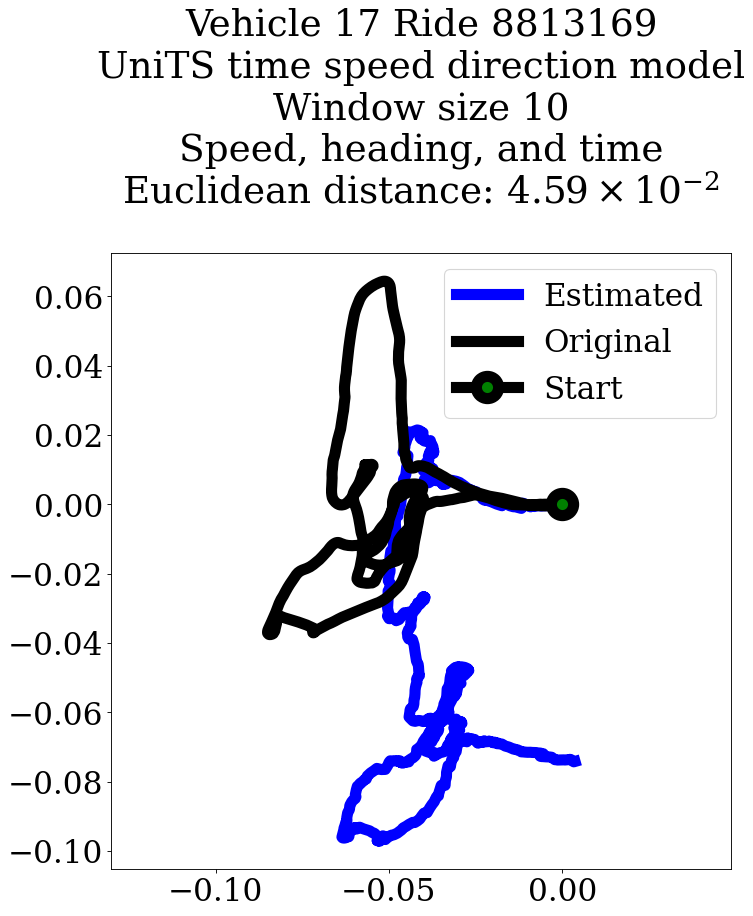 Vehicle 17 Ride 8813169
UniTS time speed direction model
Window size 10
Speed, heading, and time
Euclidean distance: 4.59 × 10⁻²
Estimated
Original
Start
0.06
0.04
0.02
0.00
−0.02
−0.04
−0.06
−0.08
−0.10
−0.10 −0.05 0.00